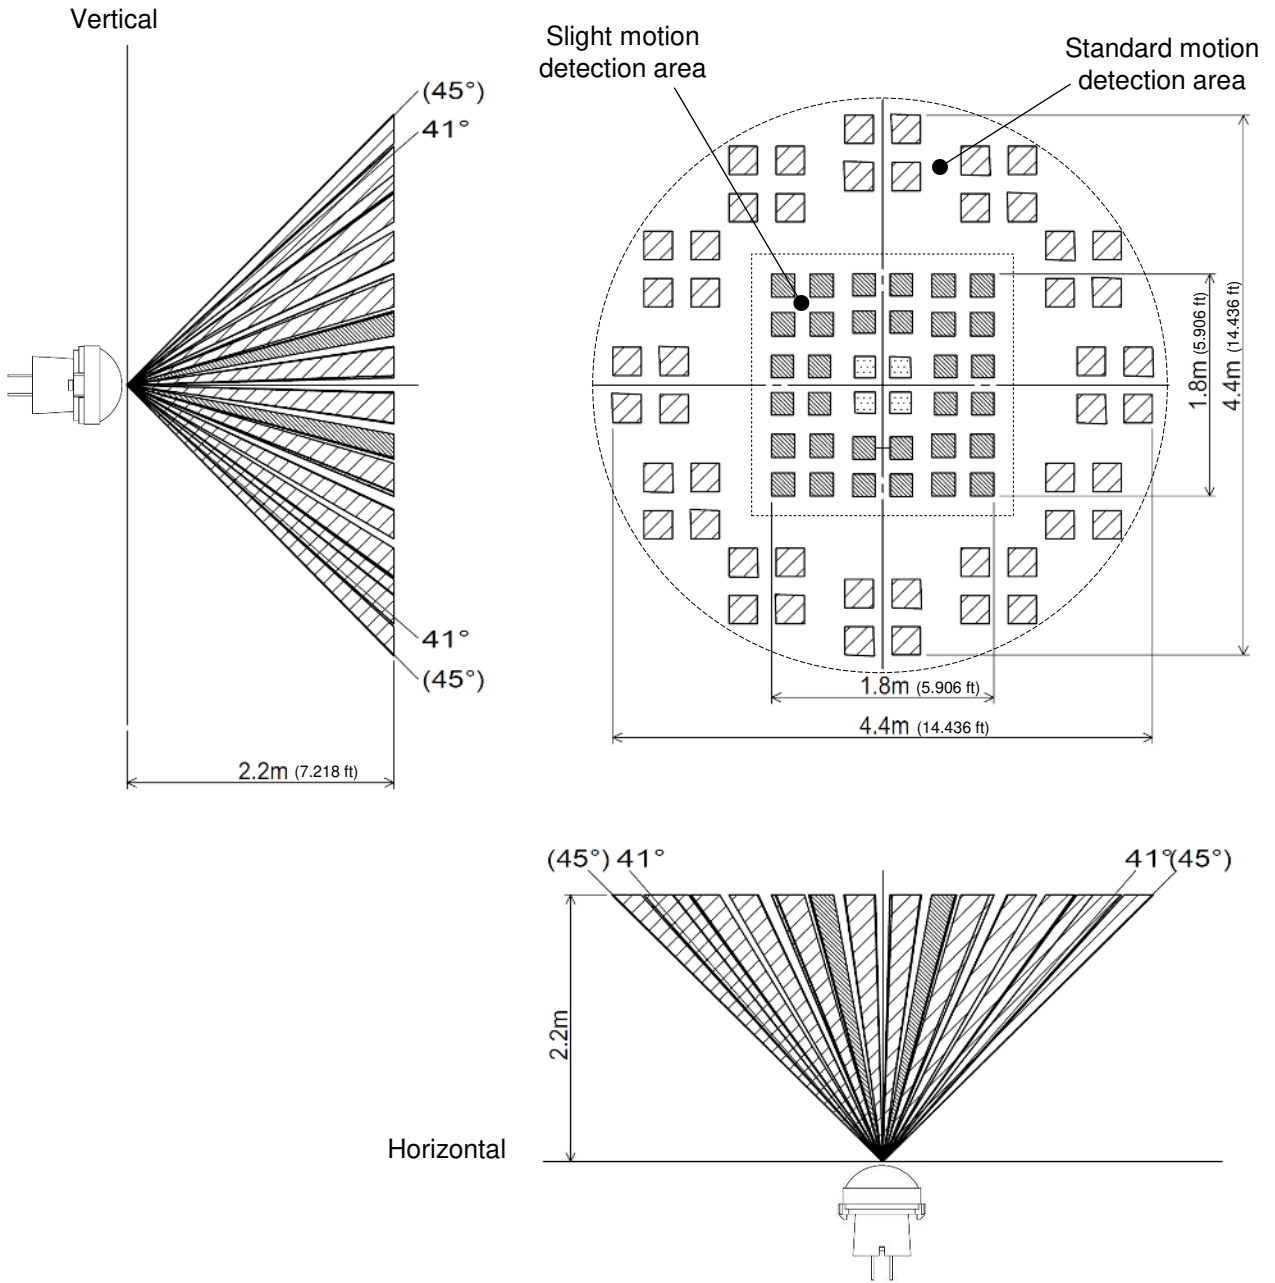 Vertical
(45°)
41°
41°
(45°)
2.2m (7.218 ft)
Slight motion
detection area
Standard motion
detection area
1.8m (5.906 ft)
4.4m (14.436 ft)
1.8m (5.906 ft)
4.4m (14.436 ft)
(45°) 41°
41°(45°)
2.2m
Horizontal